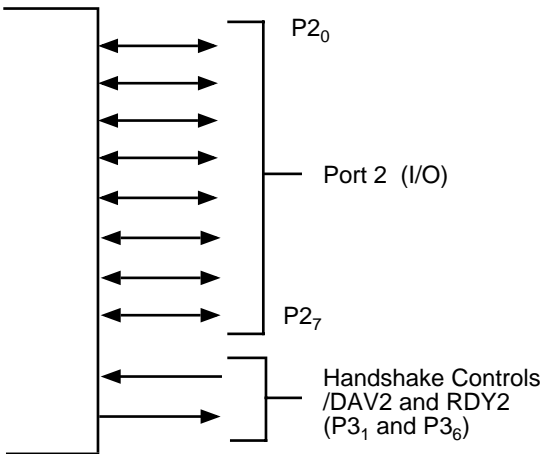 P2₀
Port 2 (I/O)
P2₇
Handshake Controls
/DAV2 and RDY2
(P3₁ and P3₆)